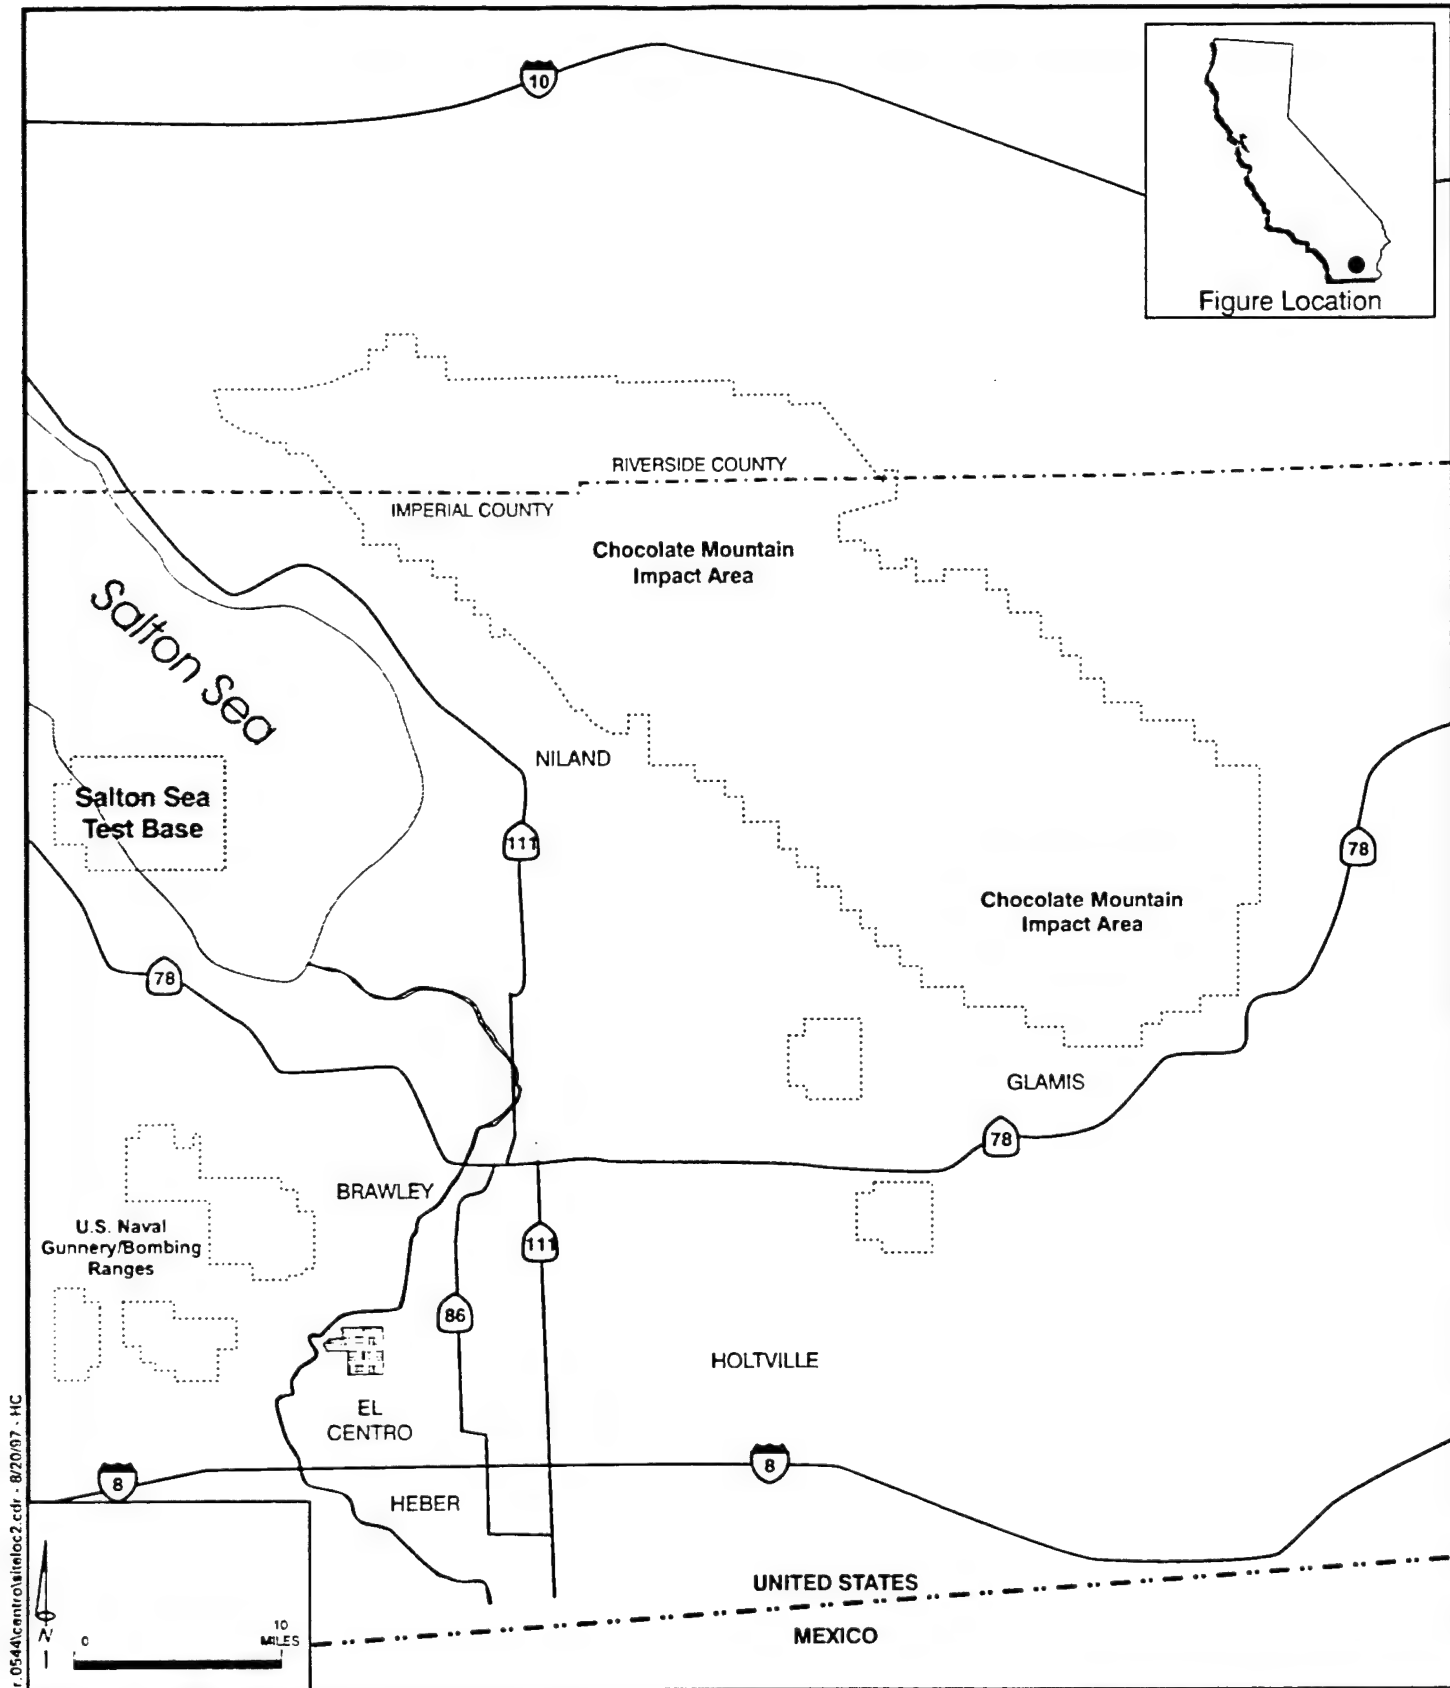 10
Figure Location
RIVERSIDE COUNTY
IMPERIAL COUNTY
Chocolate Mountain
Impact Area
Salton Sea
NILAND
Salton Sea
Test Base
111
78
Chocolate Mountain
Impact Area
78
GLAMIS
78
BRAWLEY
U.S. Naval
Gunnery/Bombing
Ranges
111
86
HOLTVILLE
EL
CENTRO
8
8
HEBER
UNITED STATES
MEXICO
N
0
10
MILES
r.0544\centro\siteloc2.cdr - 8/20/97 - HC